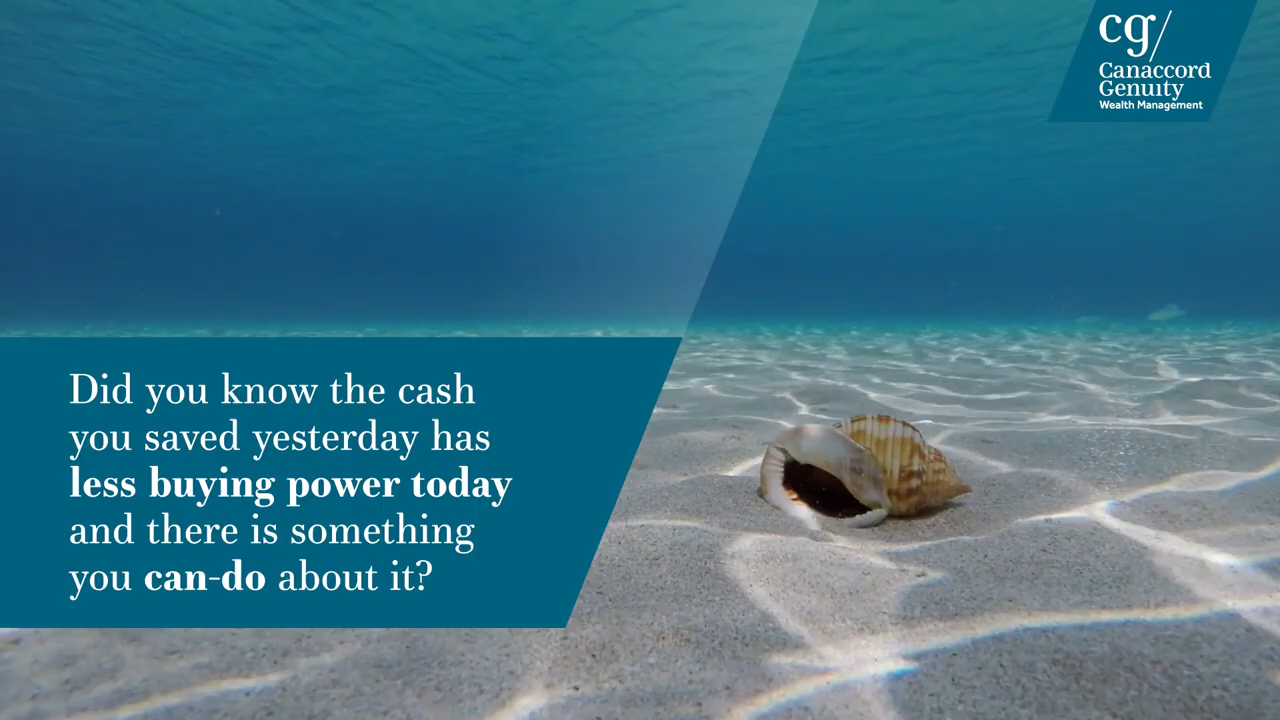 cg/
Canaccord
Genuity
Wealth Management
Did you know the cash
you saved yesterday has
less buying power today
and there is something
you can-do about it?